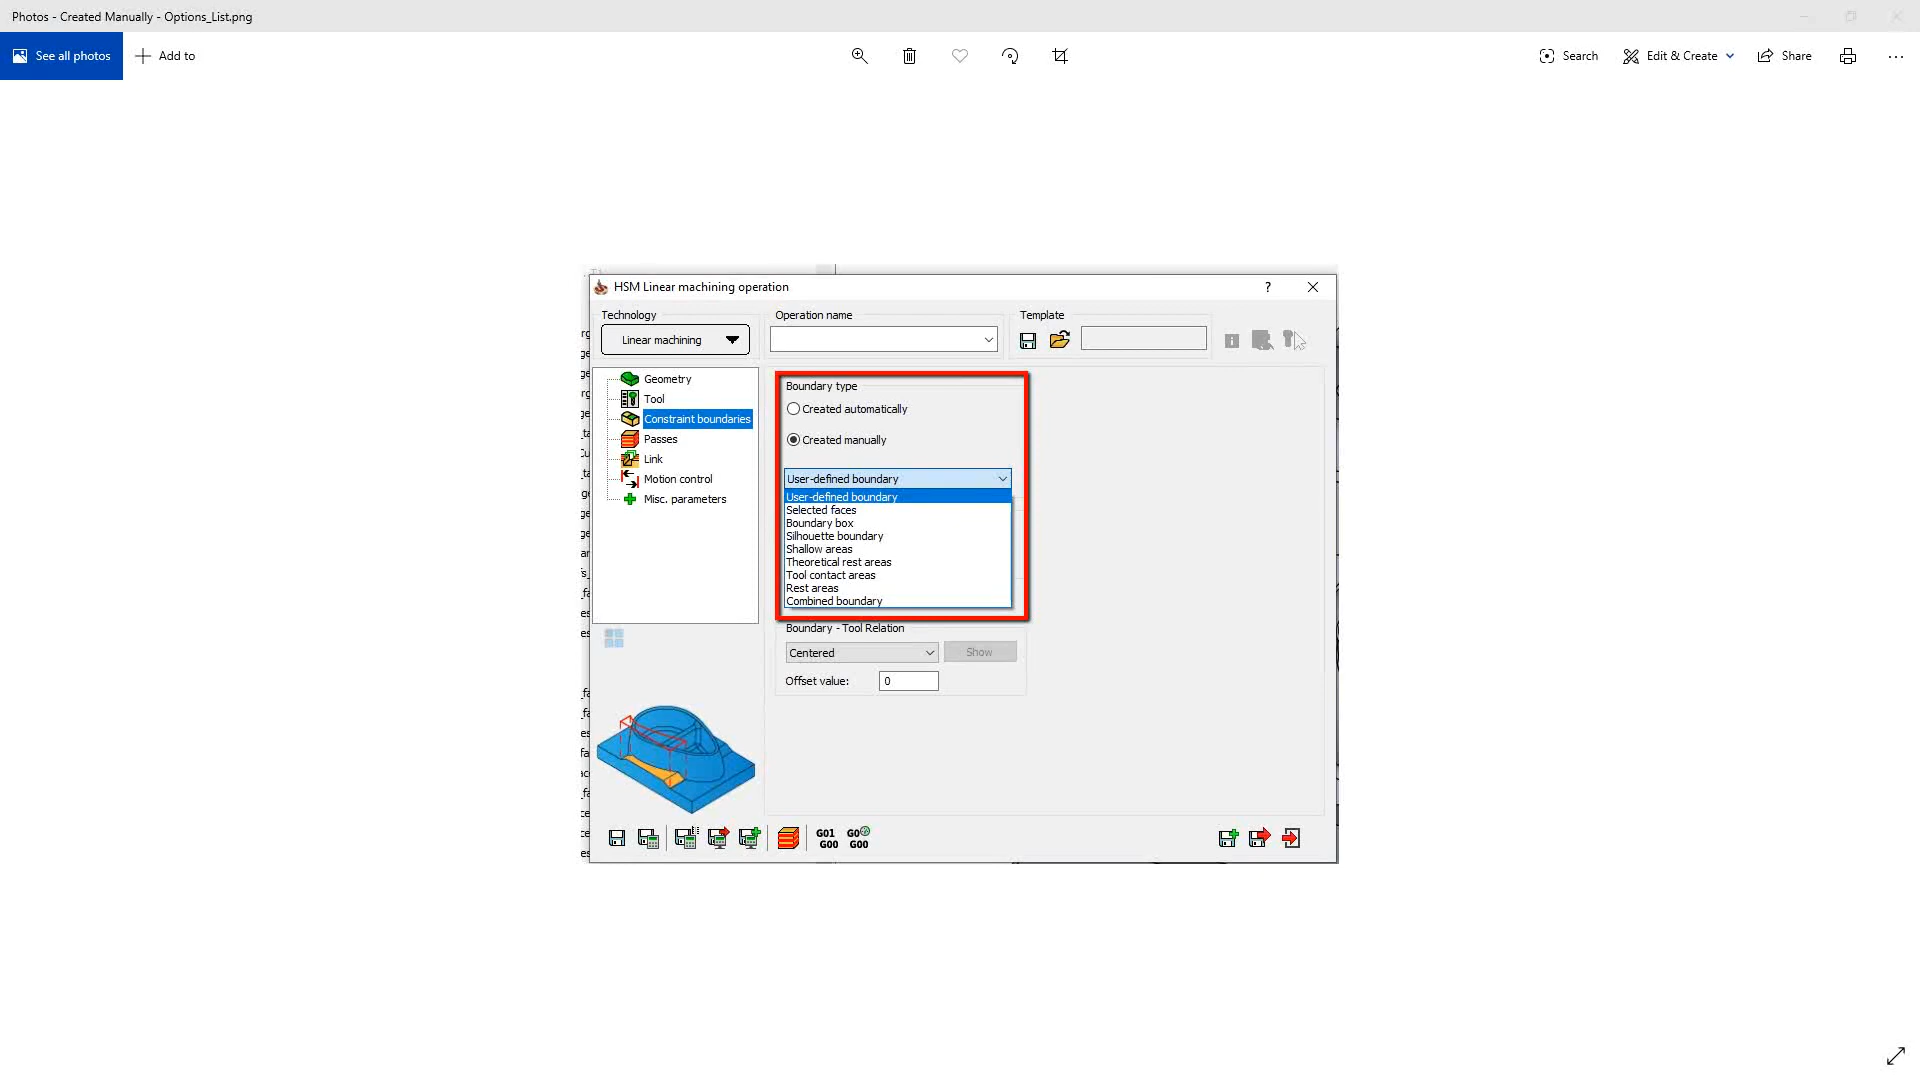 Photos - Created Manually - Options_List.png
See all photos
Add to
Search
Edit & Create
Share
HSM Linear machining operation
?
Technology
Operation name
Template
Linear machining
Geometry
Tool
Constraint boundaries
Passes
Link
Motion control
Misc. parameters
Boundary type
Created automatically
Created manually
User-defined boundary
User-defined boundary
Selected faces
Boundary box
Silhouette boundary
Shallow areas
Theoretical rest areas
Tool contact areas
Rest areas
Combined boundary
Boundary - Tool Relation
Centered
Show
Offset value:
0
G01
G00
G0
G00